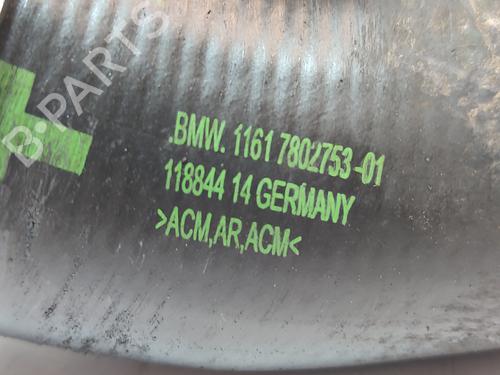 B-PARTS
.BMW. 1161 7802753-01
118844 14 GERMANY
>ACM,AR,ACM<